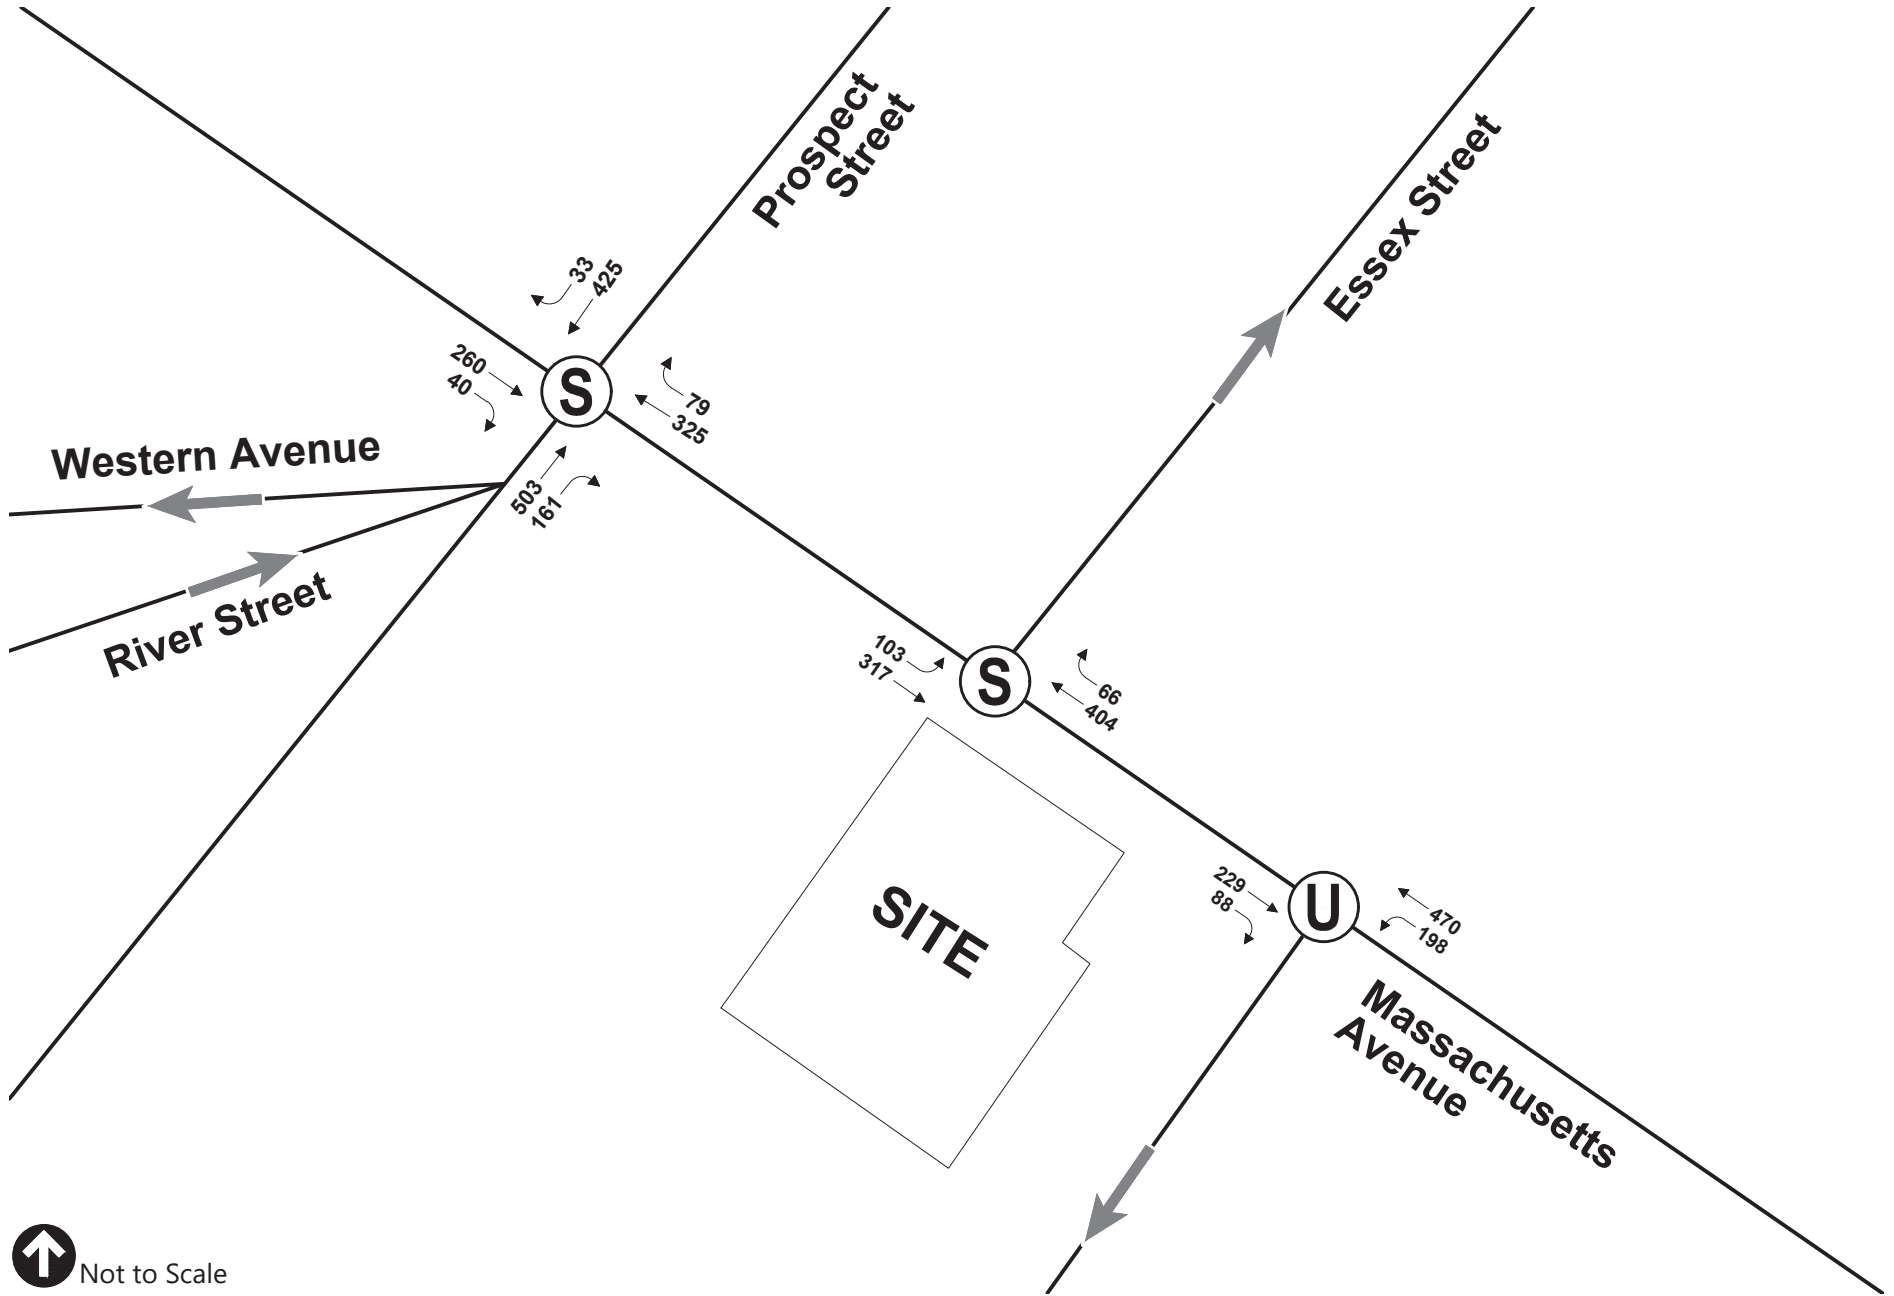 Prospect
Street
Essex Street
33
425
260
40
S
79
325
Western Avenue
503
161
River Street
103
317
S
66
404
229
88
U
470
198
SITE
Massachusetts
Avenue
Not to Scale